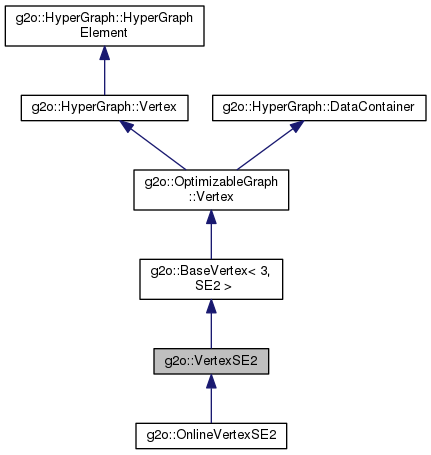 g2o::HyperGraph::HyperGraph
Element
g2o::HyperGraph::Vertex
g2o::HyperGraph::DataContainer
g2o::OptimizableGraph
::Vertex
g2o::BaseVertex< 3,
SE2 >
g2o::VertexSE2
g2o::OnlineVertexSE2